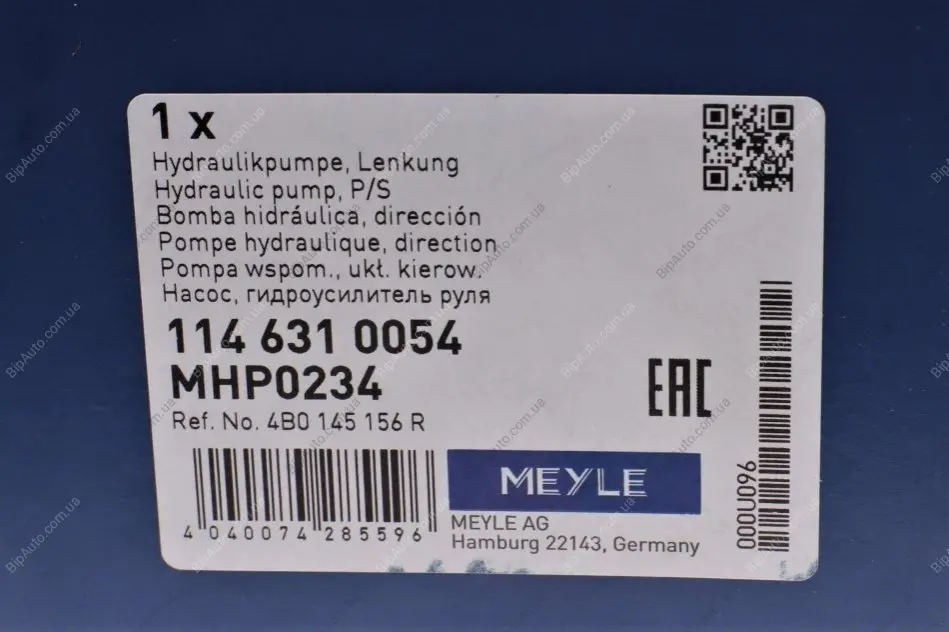 1 x
Hydraulikpumpe, Lenkung
Hydraulic pump, P/S
Bomba hidráulica, dirección
Pompe hydraulique, direction
Pompa wspom., ukł. kierow.
Насос, гидроусилитель руля
114 631 0054
MHP0234
Ref. No. 4B0 145 156 R
EAC
MEYLE
MEYLE AG
Hamburg 22143, Germany
4 040074 285596
000U096
BipAuto.com.ua